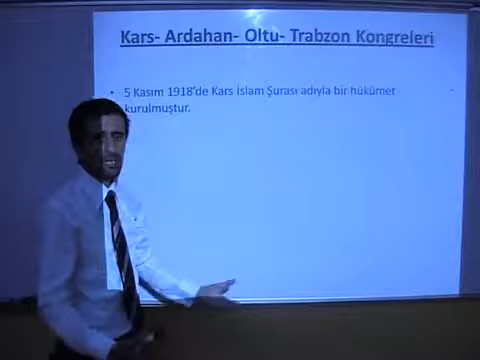 Kars- Ardahan- Oltu- Trabzon Kongreleri
• 5 Kasım 1918'de Kars İslam Şurası adıyla bir hükümet
kurulmuştur.